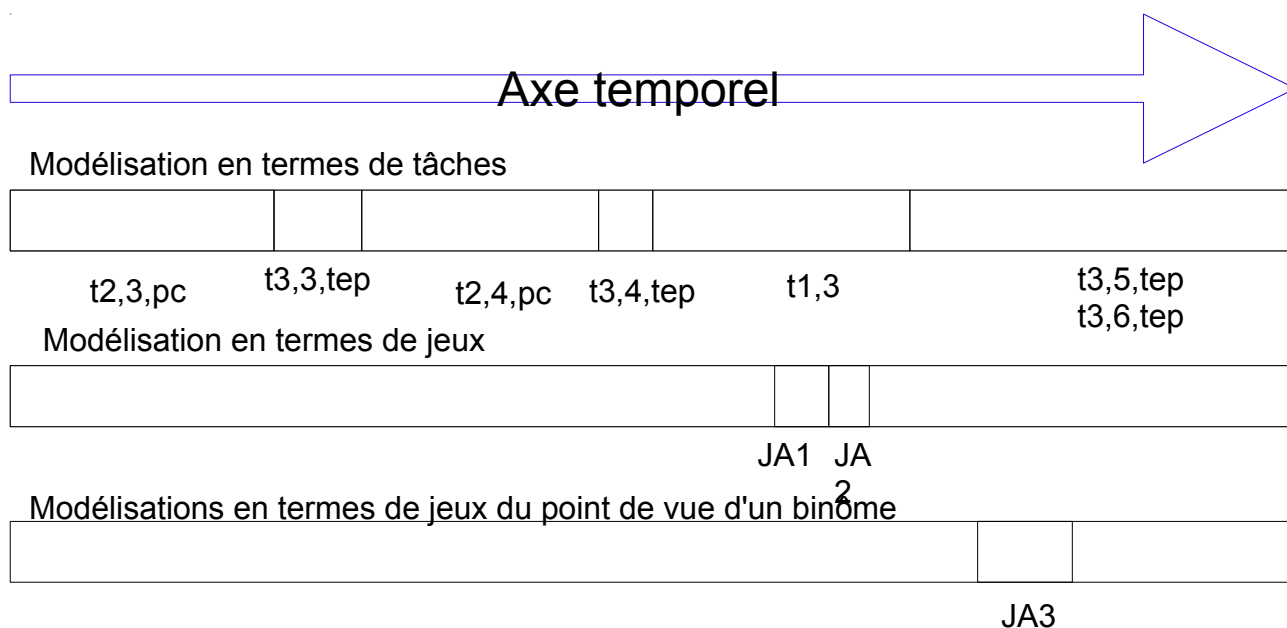 Axe temporel
Modélisation en termes de tâches
t2,3,pc t3,3,tep t2,4,pc t3,4,tep t1,3 t3,5,tep
t3,6,tep
Modélisation en termes de jeux
JA1 JA
2
Modélisations en termes de jeux du point de vue d'un binôme
JA3